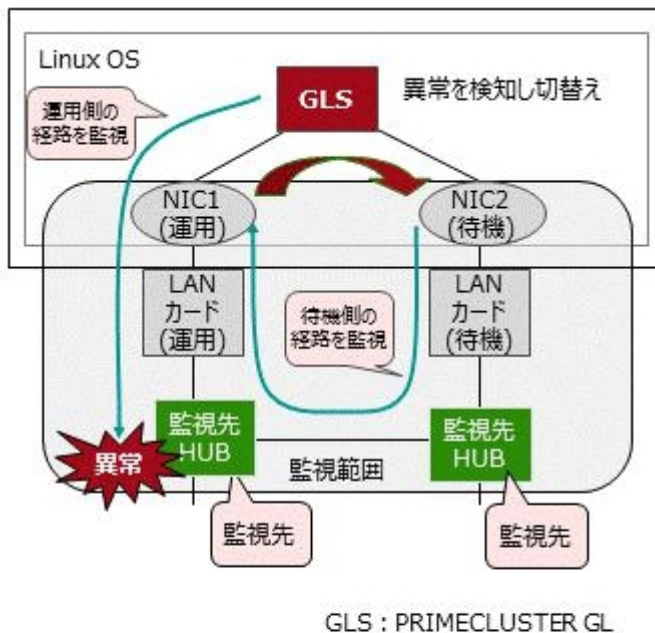 Linux OS
GLS
異常を検知し切替え
運用側の
経路を監視
NIC1
(運用)
NIC2
(待機)
LAN
カード
(運用)
LAN
カード
(待機)
待機側の
経路を監視
監視先
HUB
監視先
HUB
異常
監視範囲
監視先
監視先
GLS : PRIMECLUSTER GL